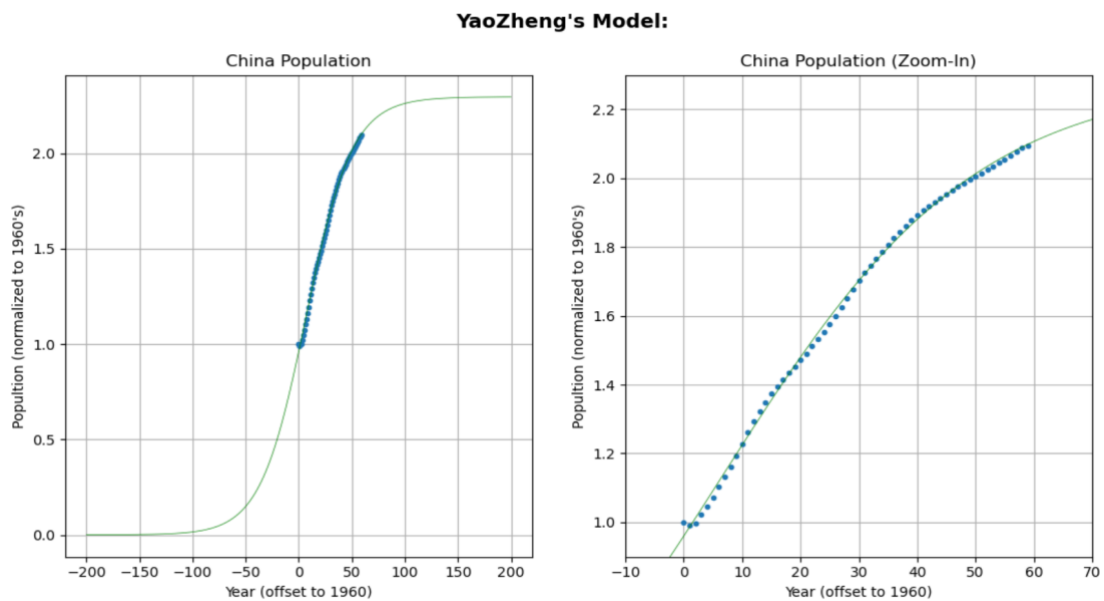 YaoZheng's Model:
China Population
Popultion (normalized to 1960's)
2.0
1.5
1.0
0.5
0.0
−200 −150 −100 −50 0 50 100 150 200
Year (offset to 1960)
China Population (Zoom-In)
Popultion (normalized to 1960's)
2.2
2.0
1.8
1.6
1.4
1.2
1.0
−10 0 10 20 30 40 50 60 70
Year (offset to 1960)